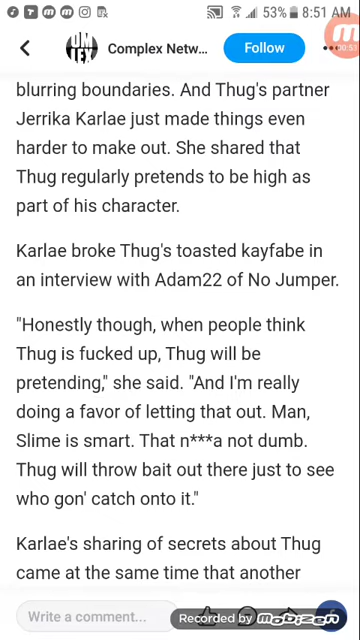 53% 8:51 AM
Complex Netw... Follow
00:51
blurring boundaries. And Thug's partner
Jerrika Karlae just made things even
harder to make out. She shared that
Thug regularly pretends to be high as
part of his character.
Karlae broke Thug's toasted kayfabe in
an interview with Adam22 of No Jumper.
"Honestly though, when people think
Thug is fucked up, Thug will be
pretending," she said. "And I'm really
doing a favor of letting that out. Man,
Slime is smart. That n***a not dumb.
Thug will throw bait out there just to see
who gon' catch onto it."
Karlae's sharing of secrets about Thug
came at the same time that another
Write a comment...
Recorded by mobizen